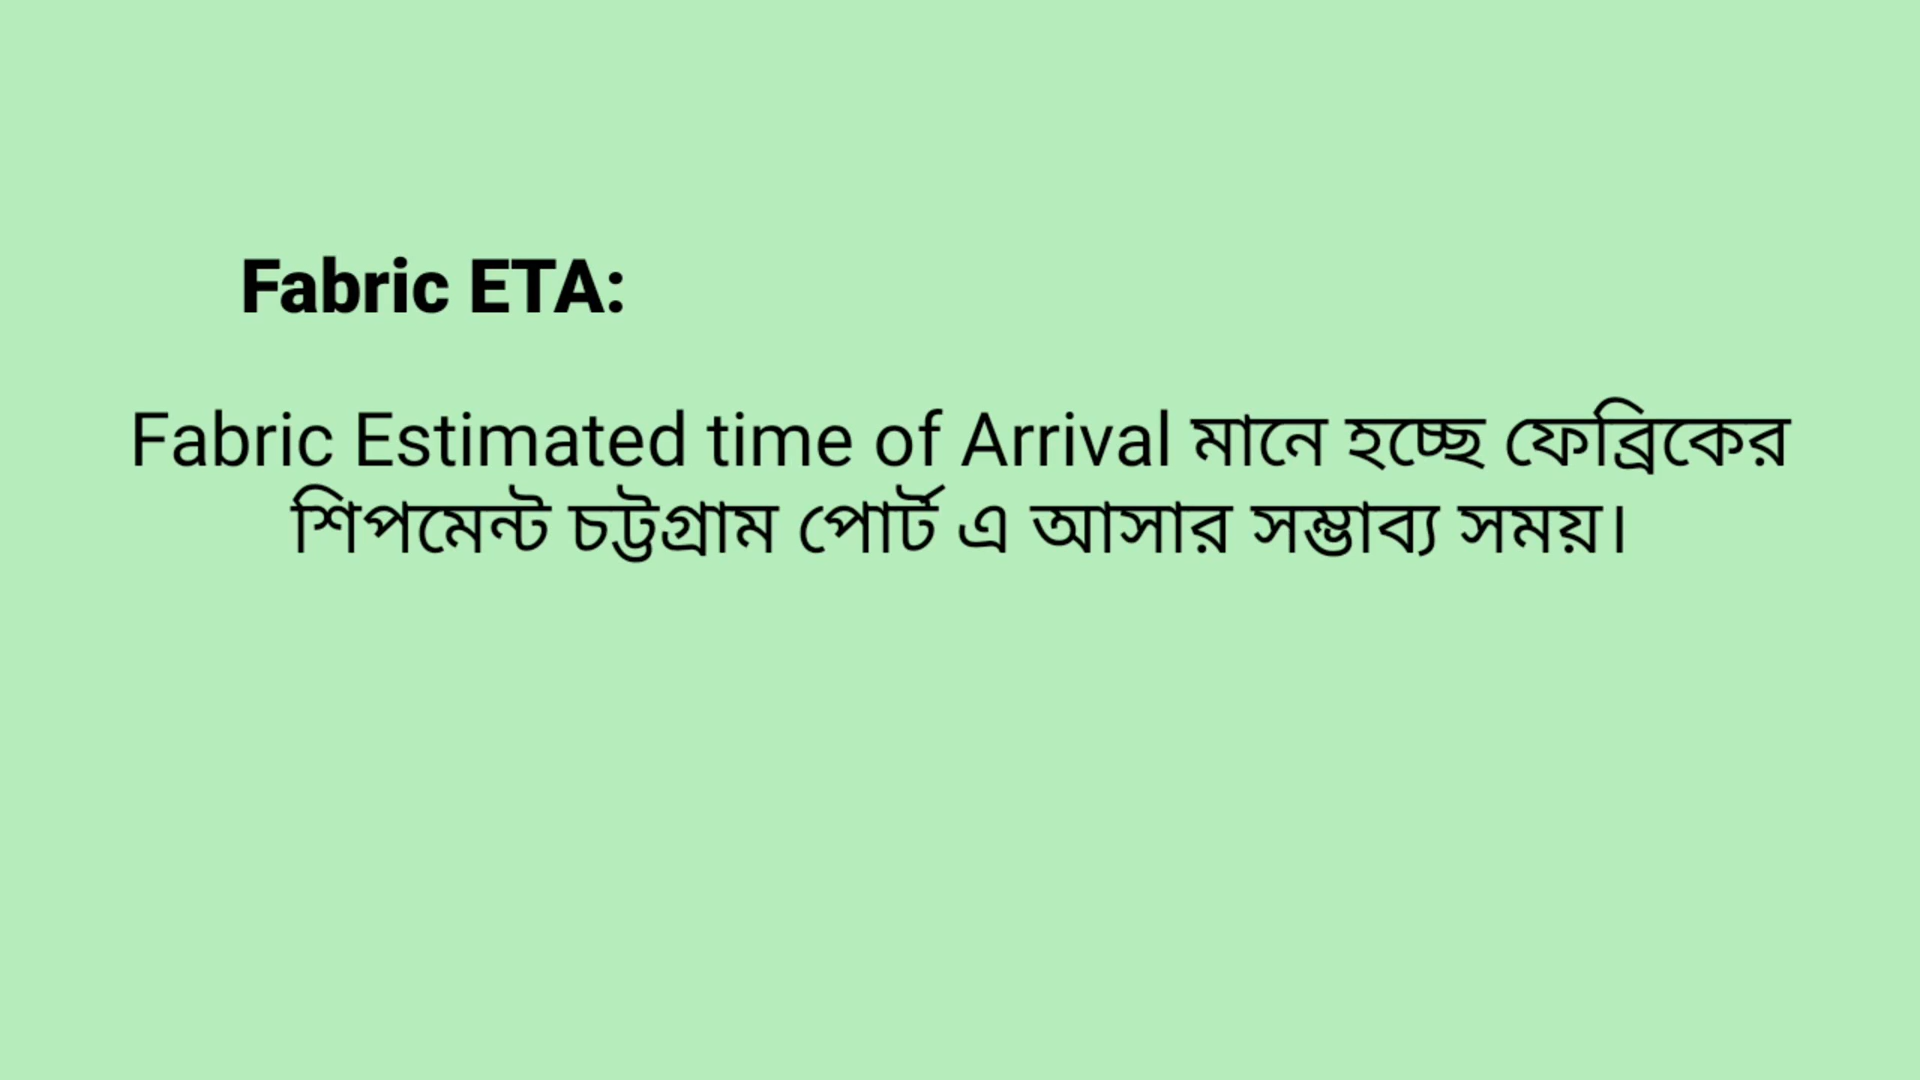 Fabric ETA:
Fabric Estimated time of Arrival মানে হচ্ছে ফেব্রিকের
শিপমেন্ট চট্টগ্রাম পোর্ট এ আসার সম্ভাব্য সময়।